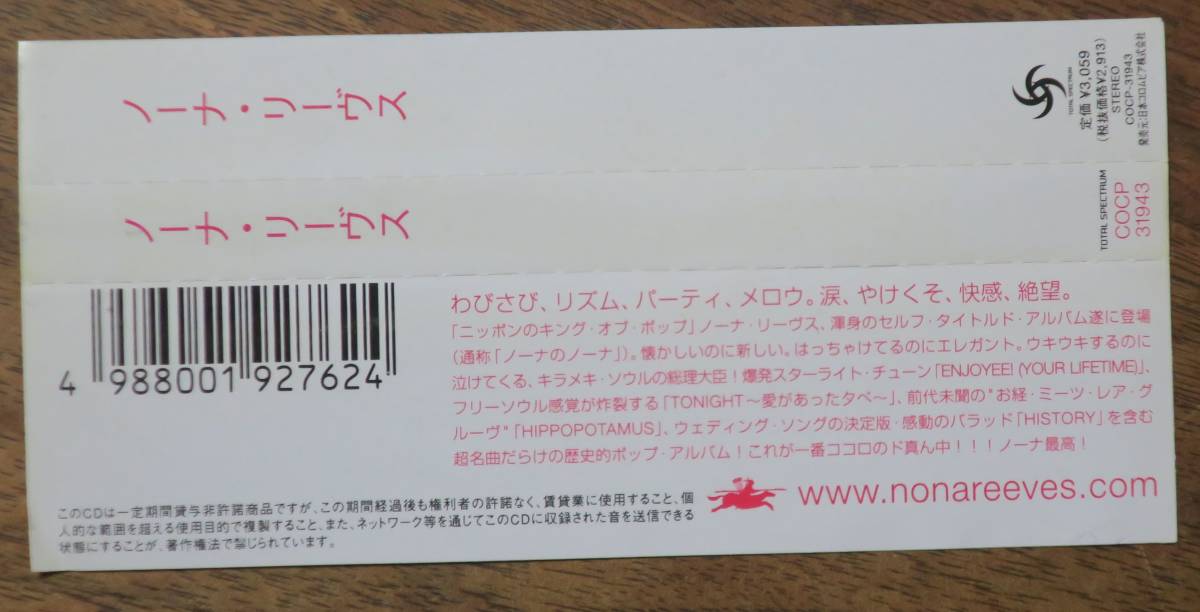 ノーナ・リーヴス
TOTAL SPECTRUM
定価 ¥3,059
(税抜価格¥2,913)
STEREO
COCP-31943
発売元:日本コロムビア株式会社
ノーナ・リーヴス
TOTAL SPECTRUM
COCP
31943
4 988001 927624
わびさび、リズム、パーティ、メロウ。涙、やけくそ、快感、絶望。
「ニッポンのキング・オブ・ポップ」ノーナ・リーヴス、渾身のセルフ・タイトルド・アルバム遂に登場
(通称「ノーナのノーナ」)。懐かしいのに新しい。はっちゃけてるのにエレガント。ウキウキするのに
泣けてくる、キラメキ・ソウルの総理大臣!爆発スターライト・チューン「ENJOYEE! (YOUR LIFETIME)」、
フリーソウル感覚が炸裂する「TONIGHT〜愛があった夕べ〜」、前代未聞の"お経・ミーツ・レア・グ
ルーヴ"「HIPPOPOTAMUS」、ウェディング・ソングの決定版・感動のバラッド「HISTORY」を含む
超名曲だらけの歴史的ポップ・アルバム!これが一番ココロのド真ん中!!!ノーナ最高!
www.nonareeves.com
このCDは一定期間貸与非許諾商品ですが、この期間経過後も権利者の許諾なく、賃貸業に使用すること、個
人的な範囲を超える使用目的で複製すること、また、ネットワーク等を通じてこのCDに収録された音を送信できる
状態にすることが、著作権法で禁じられています。